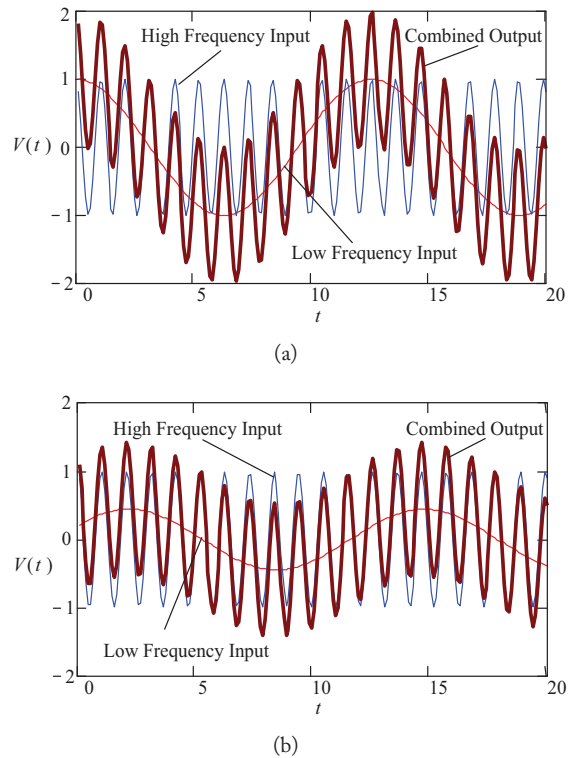 2
High Frequency Input
Combined Output
1
V(t)
0
−1
Low Frequency Input
−2
0
5
10
15
20
t
(a)
2
High Frequency Input
Combined Output
1
0
V(t)
−1
Low Frequency Input
−2
0
5
10
15
20
t
(b)